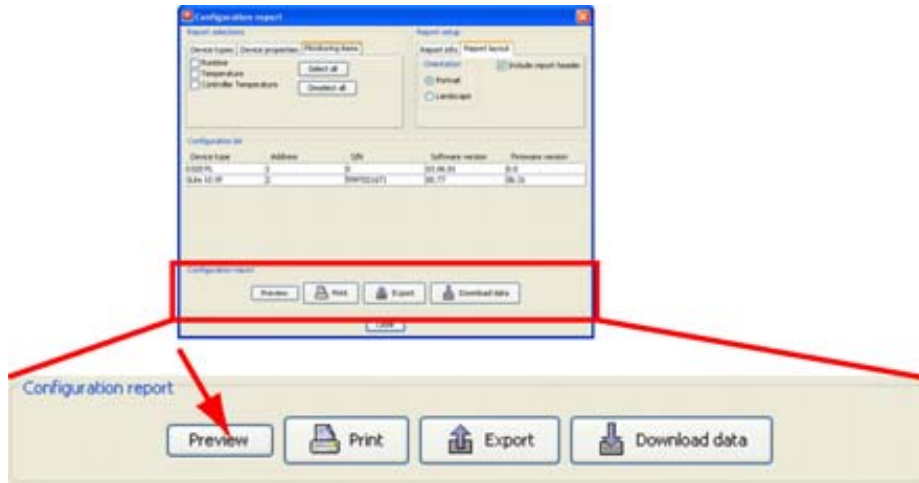 Configuration report
Report selections
Report setup
Device types
Device properties
Monitoring items
Report info
Report layout
Runtime
Temperature
Controller Temperature
Select all
Deselect all
Orientation
Portrait
Landscape
Include report header
Configuration list
Device type Address S/N Software version Firmware version
1
2
Configuration report
Preview Print Export Download data
Close
Configuration report
Preview Print Export Download data